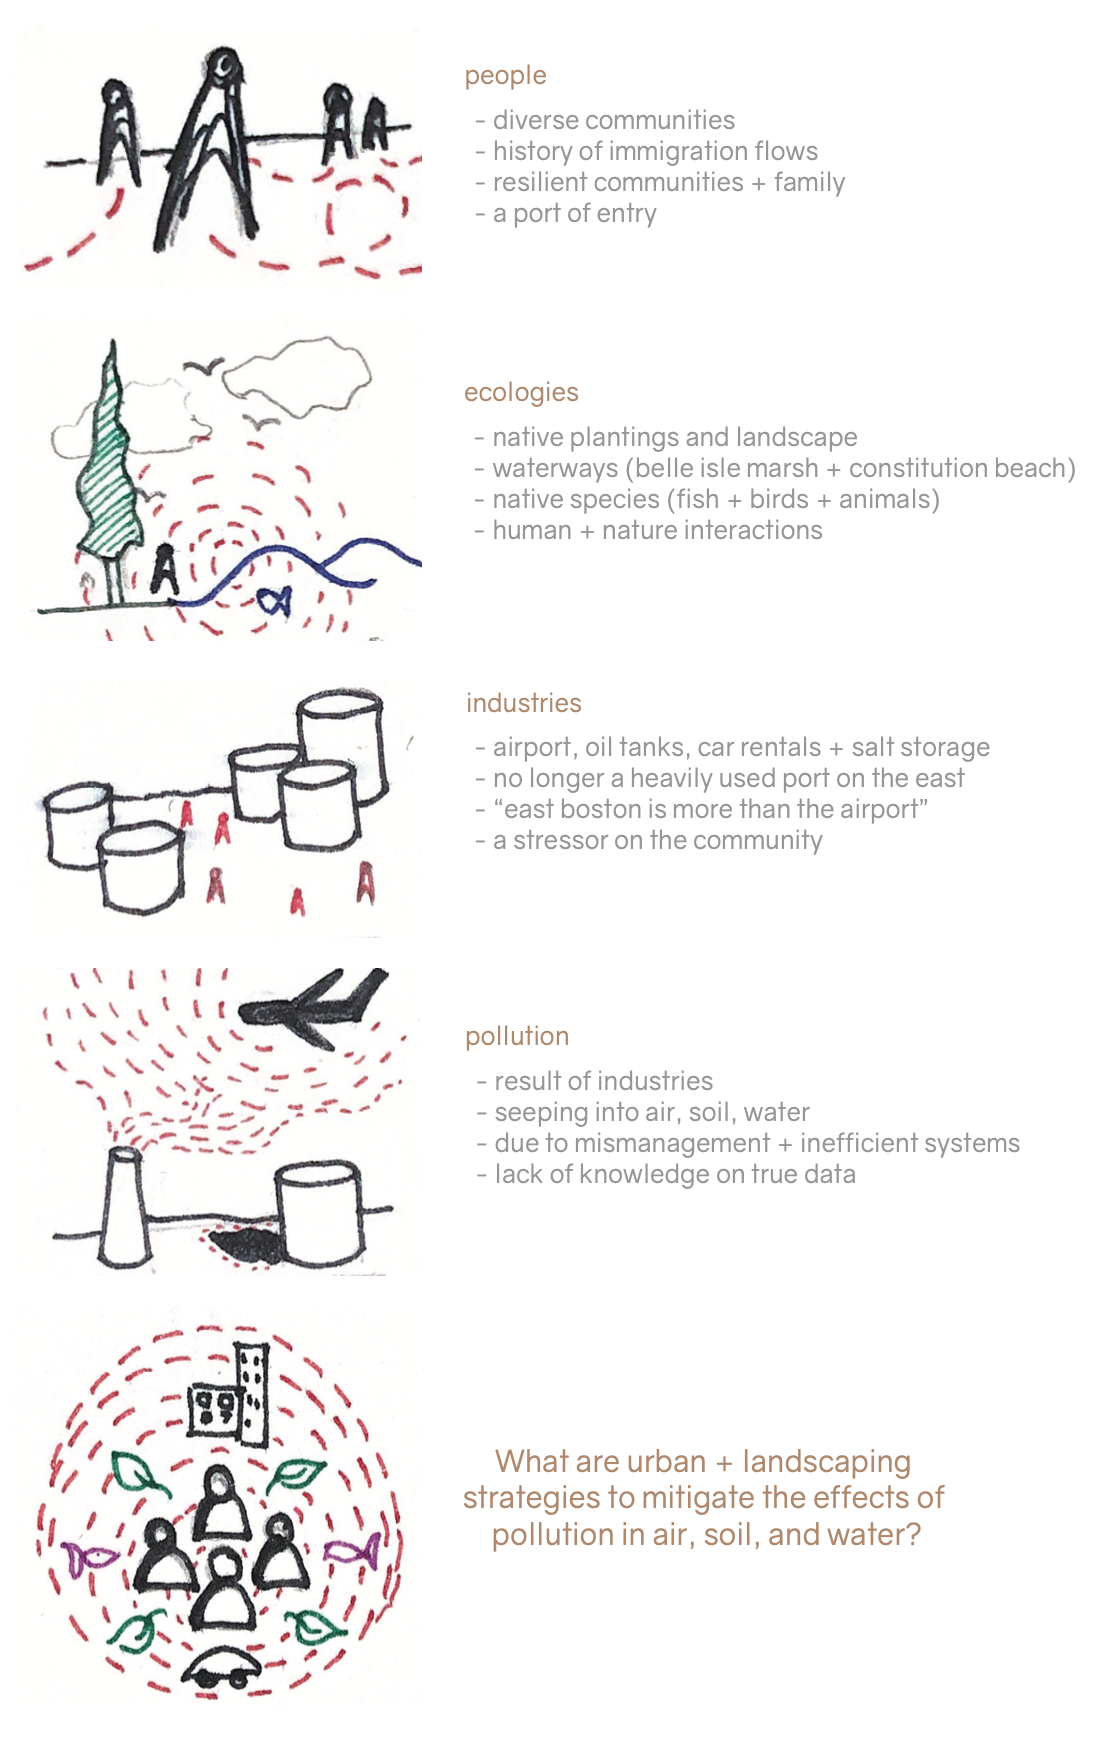 people
- diverse communities
- history of immigration flows
- resilient communities + family
- a port of entry
ecologies
- native plantings and landscape
- waterways (belle isle marsh + constitution beach)
- native species (fish + birds + animals)
- human + nature interactions
industries
- airport, oil tanks, car rentals + salt storage
- no longer a heavily used port on the east
- “east boston is more than the airport”
- a stressor on the community
pollution
- result of industries
- seeping into air, soil, water
- due to mismanagement + inefficient systems
- lack of knowledge on true data
What are urban + landscaping
strategies to mitigate the effects of
pollution in air, soil, and water?